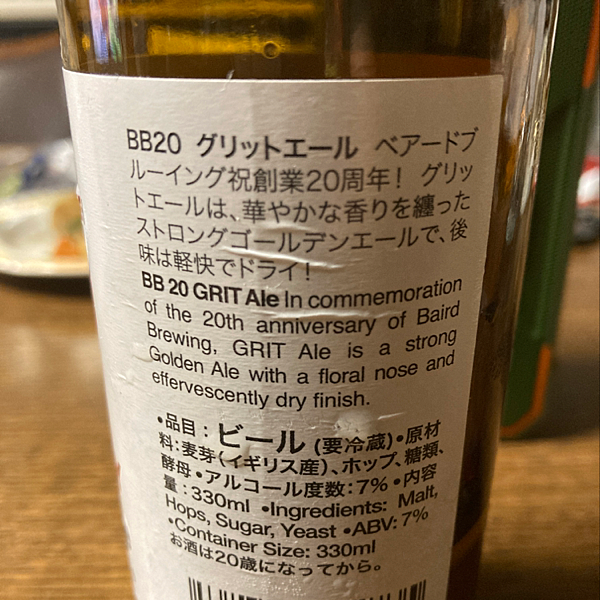 BB20 グリットエール ベアードブ
ルーイング祝創業20周年! グリッ
トエールは、華やかな香りを纏った
ストロングゴールデンエールで、後
味は軽快でドライ!
BB 20 GRIT Ale In commemoration
of the 20th anniversary of Baird
Brewing, GRIT Ale is a strong
Golden Ale with a floral nose and
effervescently dry finish.
•品目：ビール (要冷蔵)•原材
料:麦芽(イギリス産)、ホップ、糖類、
酵母•アルコール度数:7%•内容
量:330ml •Ingredients: Malt,
Hops, Sugar, Yeast •ABV: 7%
•Container Size: 330ml
お酒は20歳になってから。